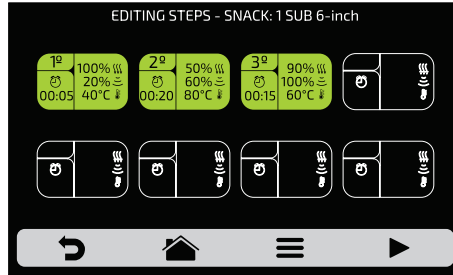 EDITING STEPS - SNACK: 1 SUB 6-inch
1º 100% 20% 00:05 40°C
2º 50% 60% 00:20 80°C
3º 90% 100% 00:15 60°C